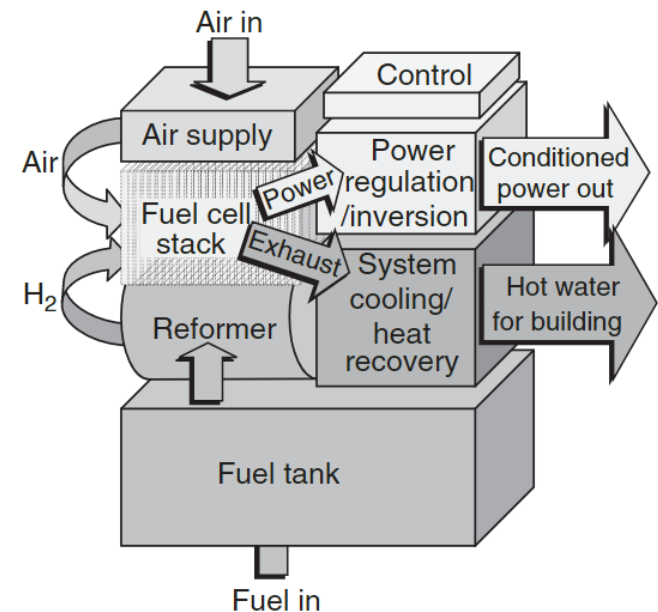 Air in
Control
Air supply
Air
Power
regulation
/inversion
Conditioned
power out
Power
Fuel cell
stack
Exhaust
System
cooling/
heat
recovery
Hot water
for building
H2
Reformer
Fuel tank
Fuel in